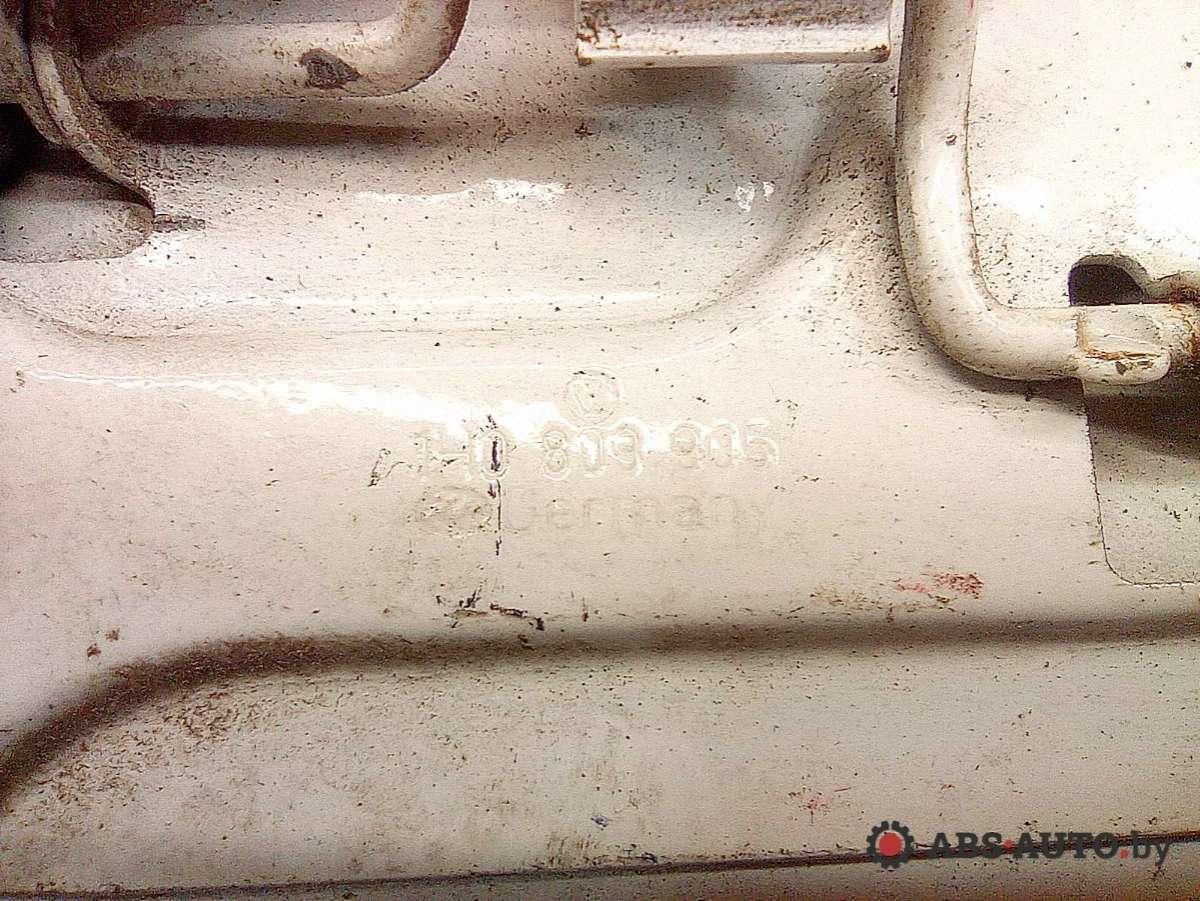 1H0 809 905
Germany
ABS-AUTO.by